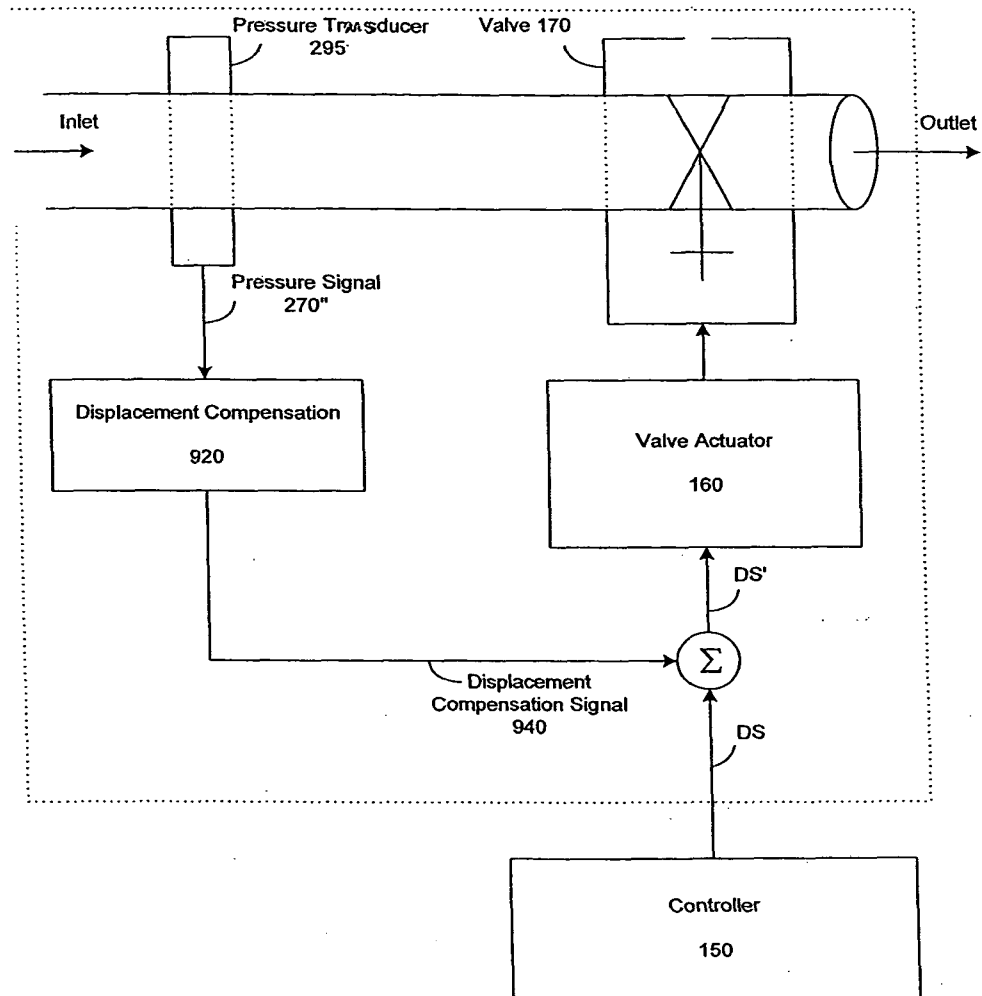 Pressure Transducer
295
Valve 170
Inlet
Outlet
Pressure Signal
270"
Displacement Compensation
920
Valve Actuator
160
DS'
Σ
Displacement
Compensation Signal
940
DS
Controller
150